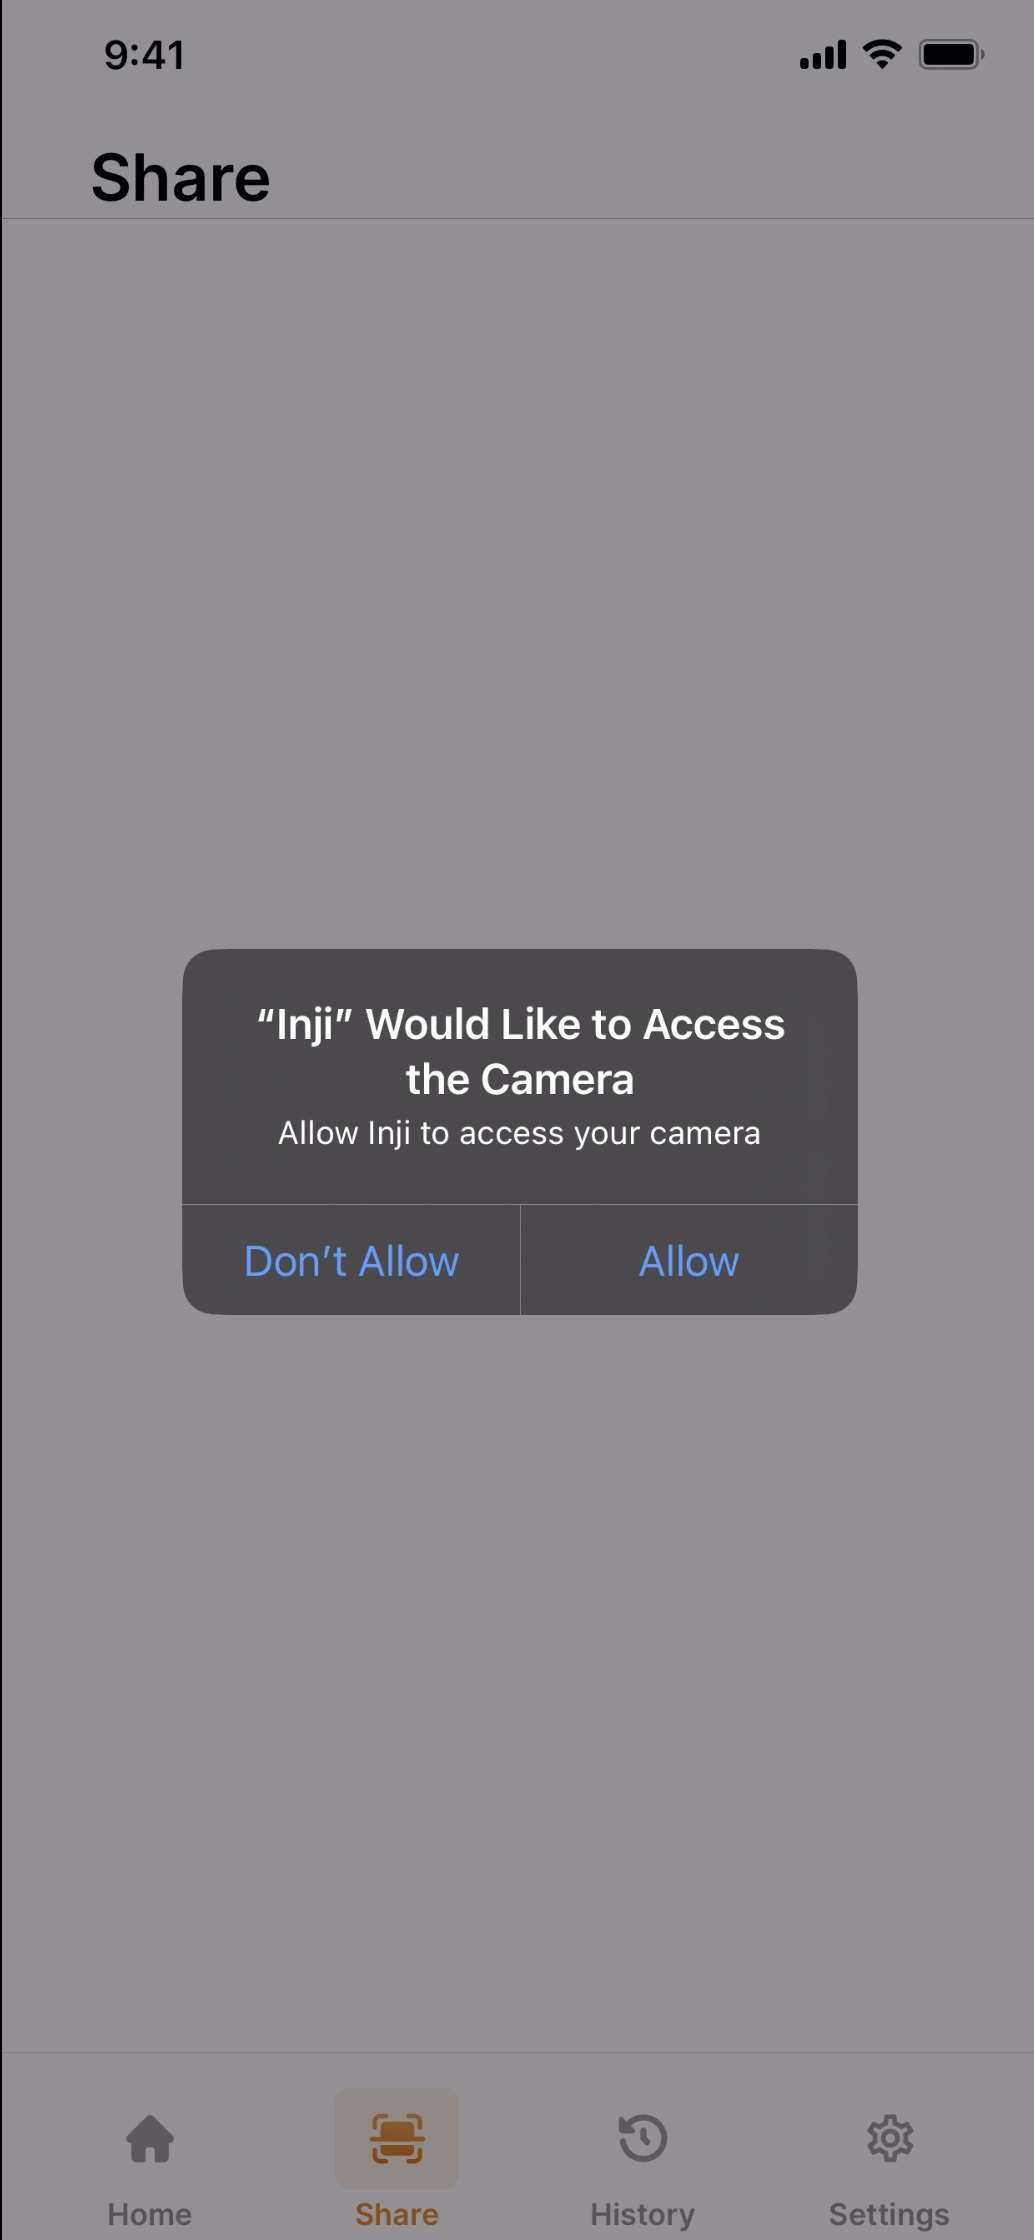 9:41
Share
“Inji” Would Like to Access
the Camera
Allow Inji to access your camera
Don’t Allow
Allow
Home
Share
History
Settings